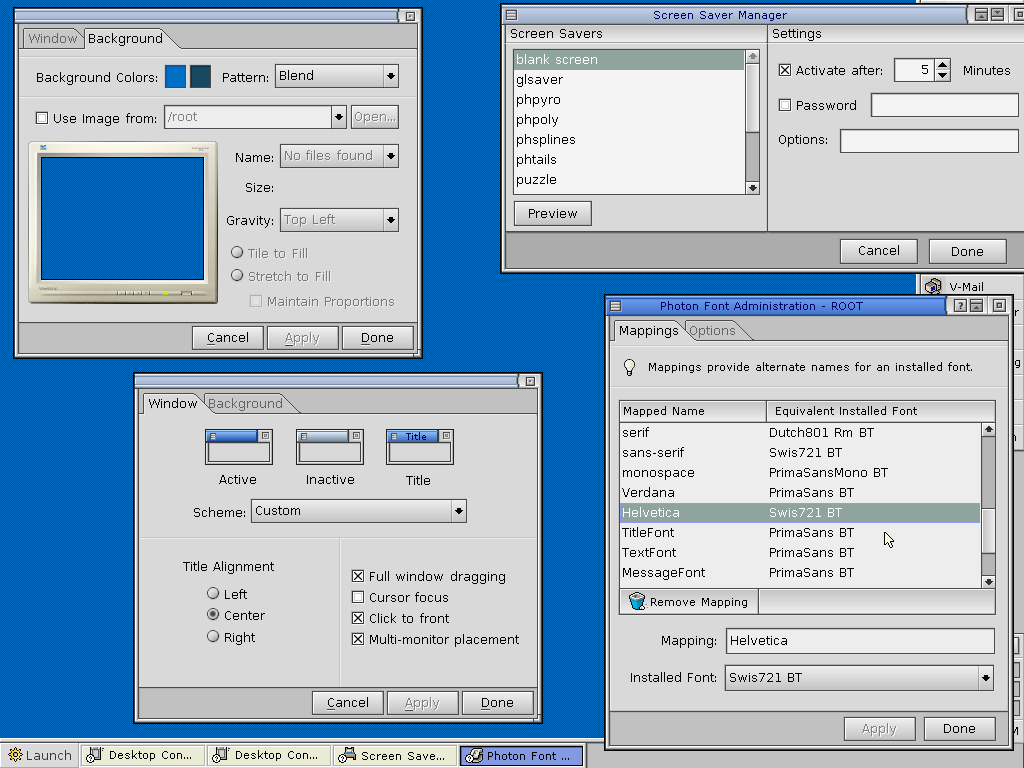 Window Background
Background Colors: Pattern: Blend
Use Image from: /root Open...
Name: No files found
Size:
Gravity: Top Left
Tile to Fill
Stretch to Fill
Maintain Proportions
Cancel Apply Done
Screen Saver Manager
Screen Savers
blank screen
glsaver
phpyro
phpoly
phsplines
phtails
puzzle
Preview
Settings
Activate after: 5 Minutes
Password
Options:
Cancel Done
V-Mail
Window Background
Title
Active Inactive Title
Scheme: Custom
Title Alignment
Left
Center
Right
Full window dragging
Cursor focus
Click to front
Multi-monitor placement
Cancel Apply Done
Photon Font Administration - ROOT
Mappings Options
Mappings provide alternate names for an installed font.
Mapped Name Equivalent Installed Font
serif Dutch801 Rm BT
sans-serif Swis721 BT
monospace PrimaSansMono BT
Verdana PrimaSans BT
Helvetica Swis721 BT
TitleFont PrimaSans BT
TextFont PrimaSans BT
MessageFont PrimaSans BT
Remove Mapping
Mapping: Helvetica
Installed Font: Swis721 BT
Apply Done
Launch Desktop Con... Desktop Con... Screen Save... Photon Font ...